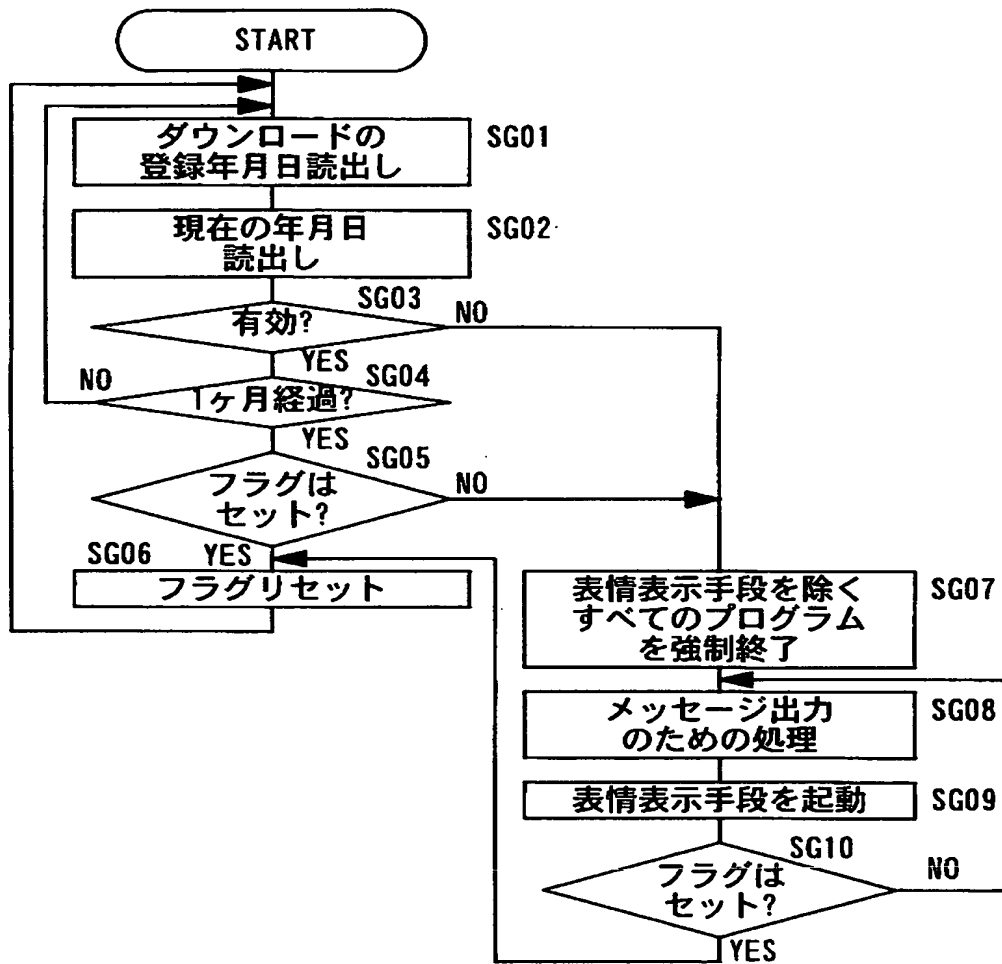 START
ダウンロードの
登録年月日読出し
SG01
現在の年月日
読出し
SG02
SG03
有効?
NO
YES
SG04
NO
1ヶ月経過?
YES
SG05
フラグは
セット?
NO
SG06
YES
フラグリセット
表情表示手段を除く
すべてのプログラム
を強制終了
SG07
メッセージ出力
のための処理
SG08
表情表示手段を起動
SG09
SG10
フラグは
セット?
NO
YES